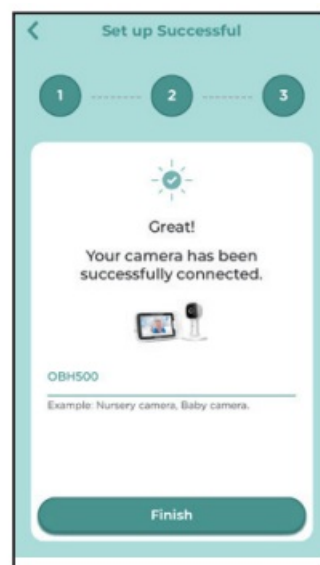 Set up Successful
1 2 3
Great!
Your camera has been
successfully connected.
OBH500
Example: Nursery camera, Baby camera.
Finish